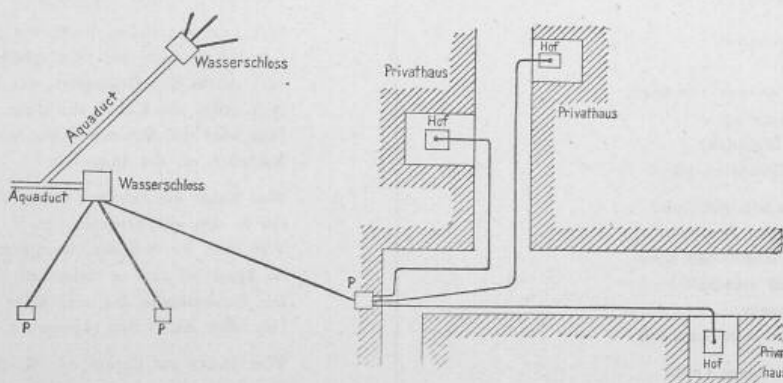 Wasserschloss
Aquaduct
Aquaduct
Wasserschloss
P
P
P
Privathaus
Hof
Hof
Privathaus
Hof